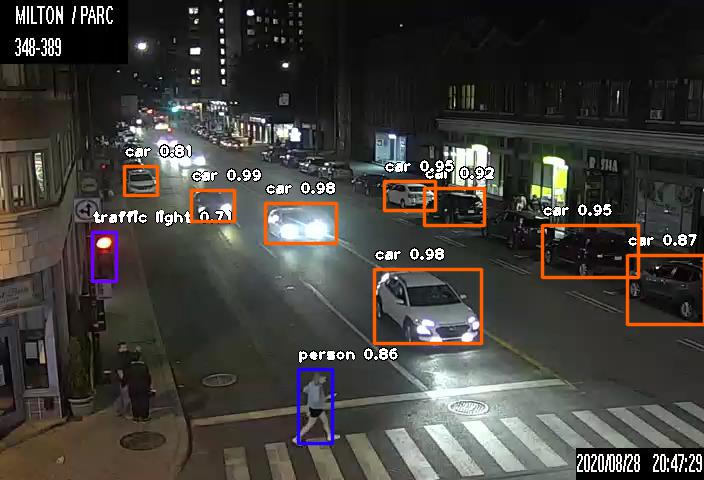 MILTON / PARC
348-389
car 0.81
car 0.99
car 0.98
car 0.95
car 0.92
car 0.95
car 0.87
traffic light 0.71
car 0.98
person 0.86
2020/08/28 20:47:29